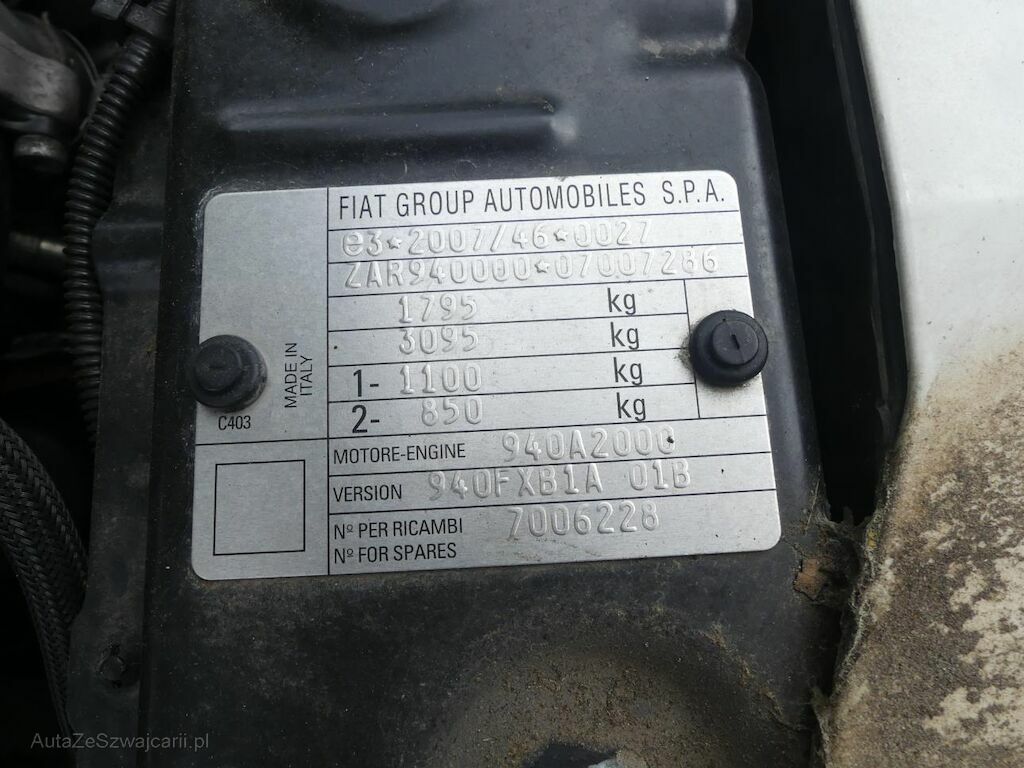 FIAT GROUP AUTOMOBILES S.P.A.
e3*2007/46*0027
ZAR940000*07007286
1795 kg
3095 kg
1- 1100 kg
2- 850 kg
MADE IN
ITALY
C403
MOTORE-ENGINE 940A2000
VERSION 940FXB1A 01B
Nº PER RICAMBI 7006228
Nº FOR SPARES
AutaZeSzwajcarii.pl